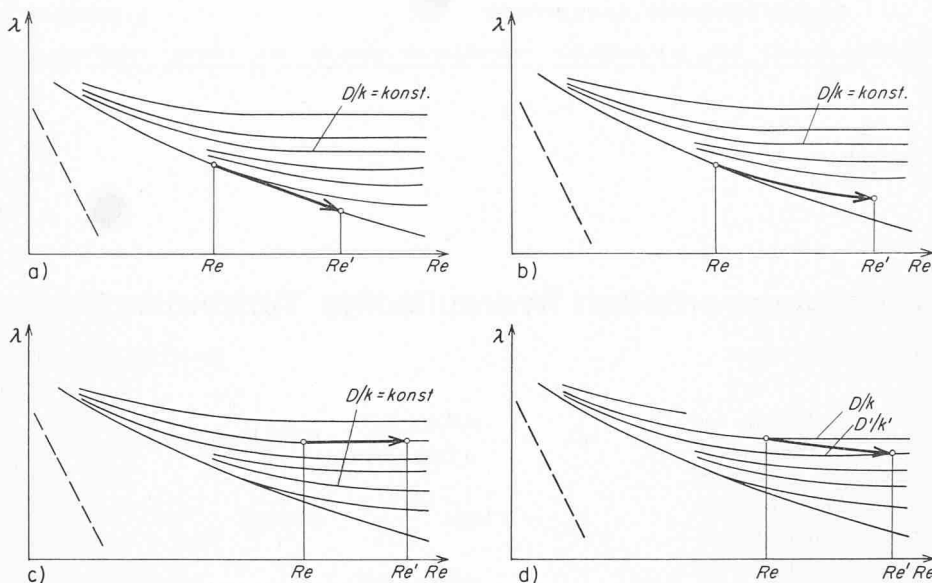 λ
D/k = konst.
Re
Re'
Re
a)
λ
D/k = konst.
Re
Re'
Re
b)
λ
D/k = konst
Re
Re'
Re
c)
λ
D/k
D'/k'
Re
Re'
Re
d)